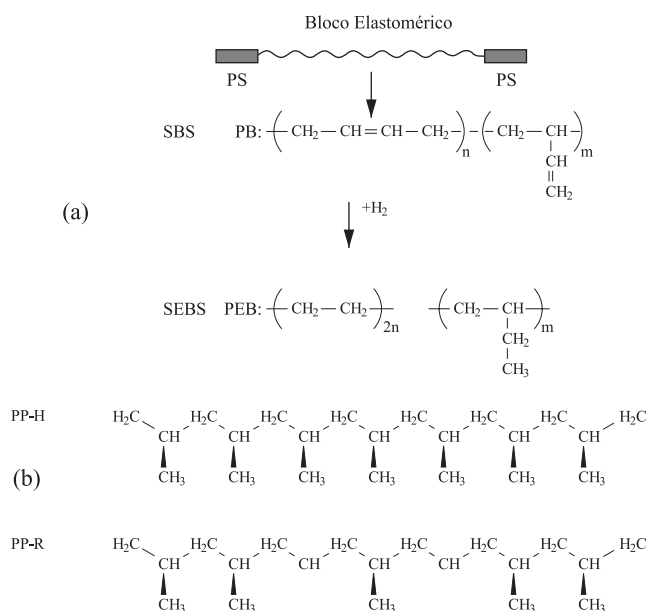 Bloco Elastomérico
PS PS
SBS PB: ( CH₂ — CH = CH — CH₂ )n ( CH₂ — CH )m
CH
CH₂
(a)
+H₂
SEBS PEB: ( CH₂ — CH₂ )2n ( CH₂ — CH )m
CH₂
CH₃
PP-H H₂C H₂C H₂C H₂C H₂C H₂C H₂C H₂C
CH CH CH CH CH CH CH
(b)
CH₃ CH₃ CH₃ CH₃ CH₃ CH₃ CH₃
PP-R H₂C H₂C H₂C H₂C H₂C H₂C H₂C H₂C
CH CH CH CH CH CH CH
CH₃ CH₃ CH₃ CH₃ CH₃